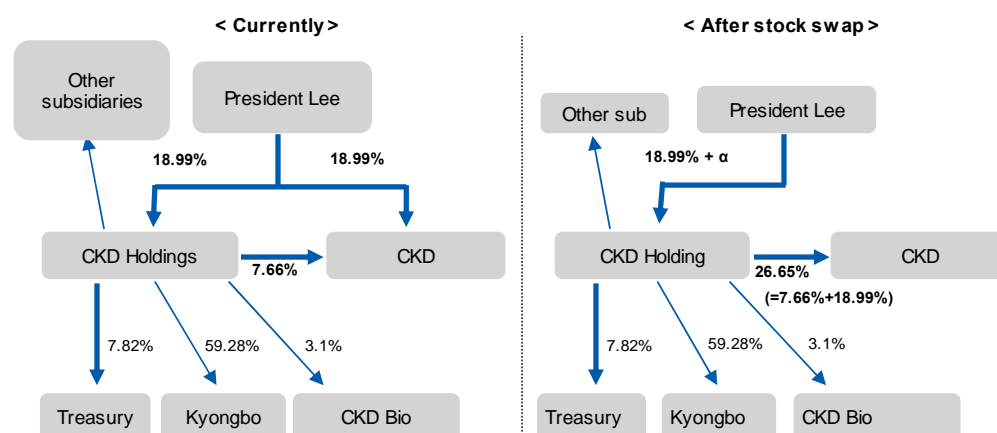 < Currently >
Other
subsidiaries
President Lee
18.99%
18.99%
CKD Holdings
7.66%
CKD
7.82%
59.28%
3.1%
Treasury
Kyongbo
CKD Bio
< After stock swap >
Other sub
President Lee
18.99% + α
CKD Holding
26.65%
(=7.66%+18.99%)
CKD
7.82%
59.28%
3.1%
Treasury
Kyongbo
CKD Bio